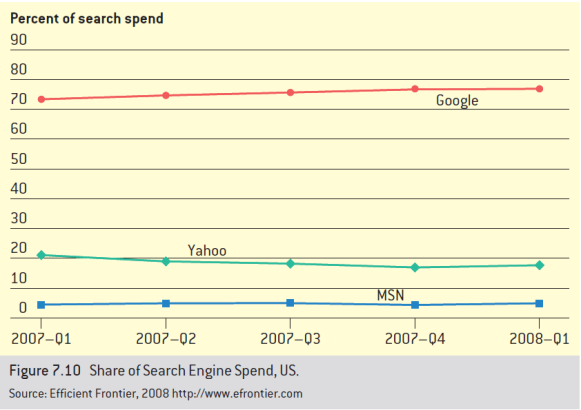 Percent of search spend
90
80
70
Google
60
50
40
30
20
Yahoo
10
MSN
0
2007–Q1 2007–Q2 2007–Q3 2007–Q4 2008–Q1
Figure 7.10 Share of Search Engine Spend, US.
Source: Efficient Frontier, 2008 http://www.efrontier.com